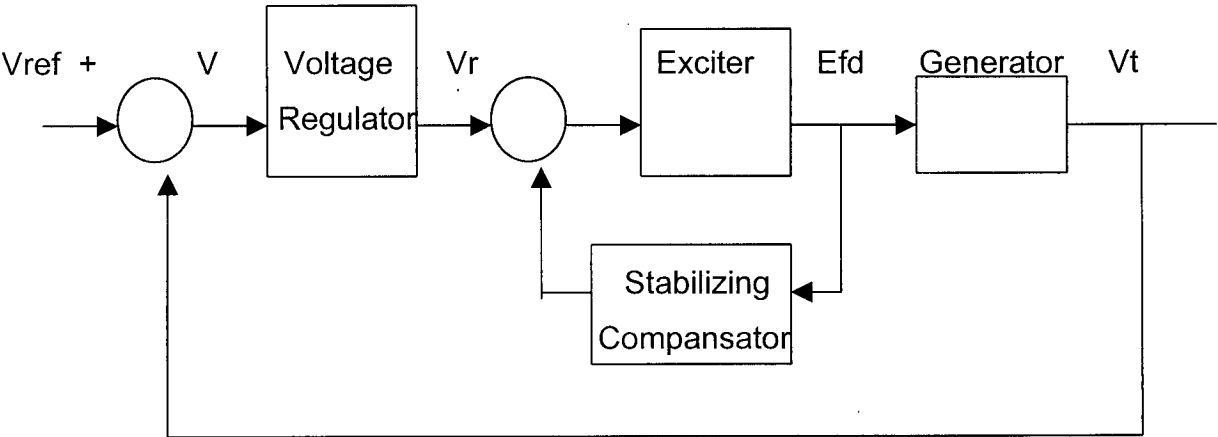 Vref + V Voltage Vr Exciter Efd Generator Vt
Regulator
Stabilizing
Compansator